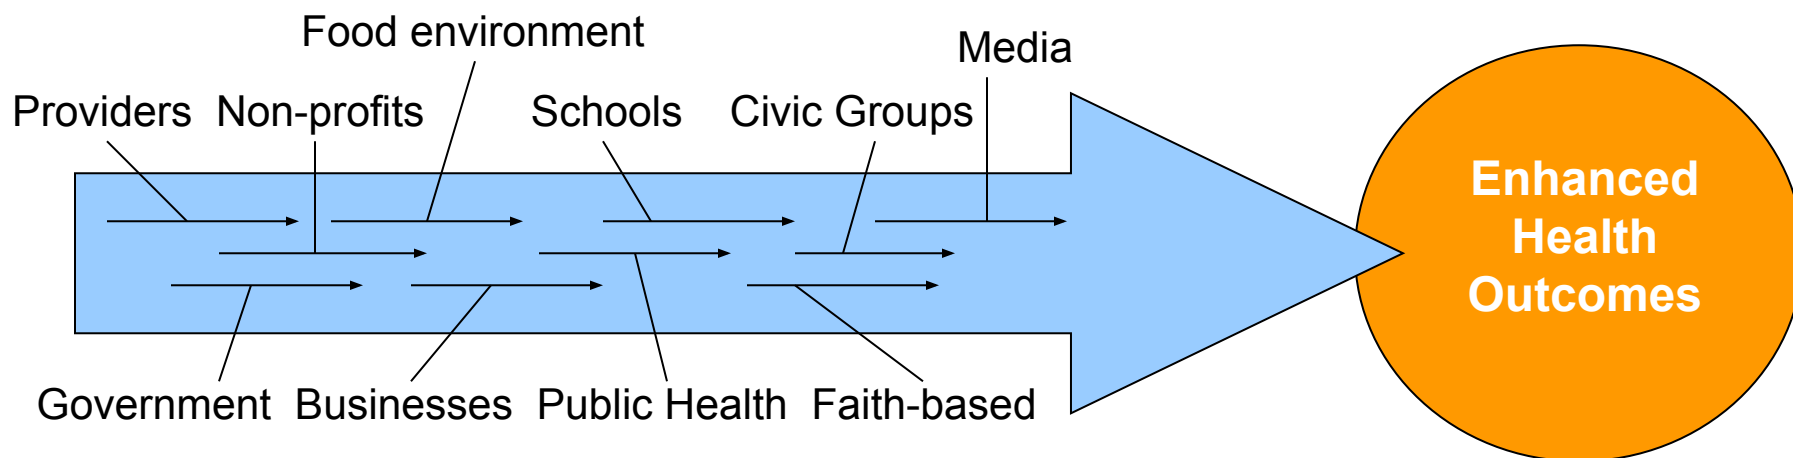 Food environment
Media
Providers
Non-profits
Schools
Civic Groups
Enhanced
Health
Outcomes
Government
Businesses
Public Health
Faith-based